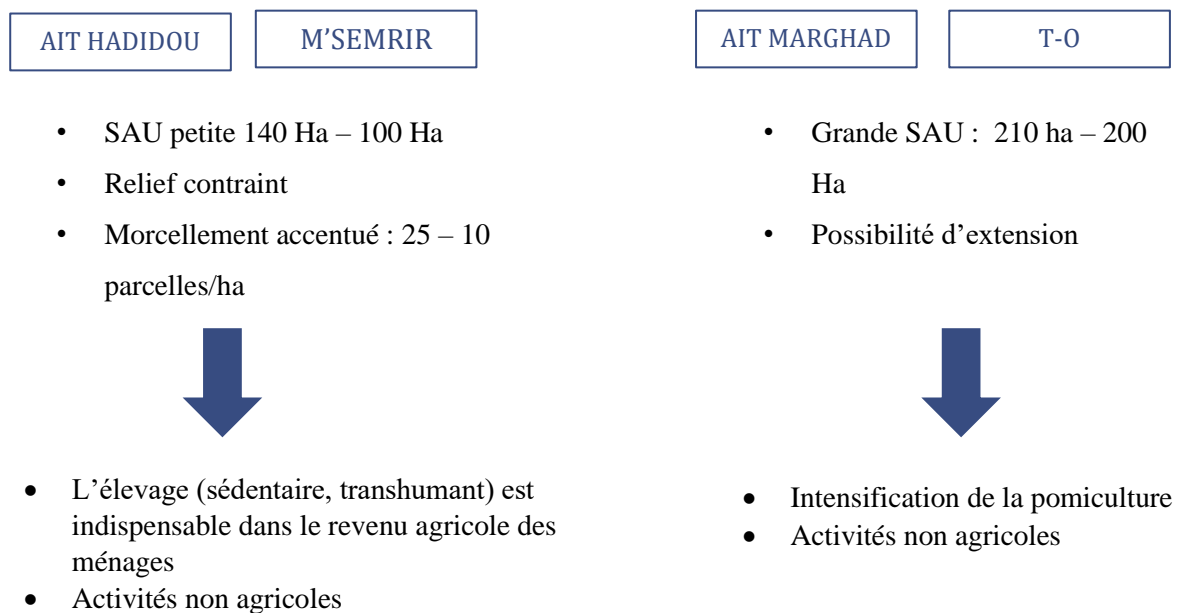 AIT HADIDOU
M’SEMRIR
• SAU petite 140 Ha – 100 Ha
• Relief contraint
• Morcellement accentué : 25 – 10
parcelles/ha
• L’élevage (sédentaire, transhumant) est
indispensable dans le revenu agricole des
ménages
• Activités non agricoles
AIT MARGHAD
T-O
• Grande SAU : 210 ha – 200
Ha
• Possibilité d’extension
• Intensification de la pomiculture
• Activités non agricoles